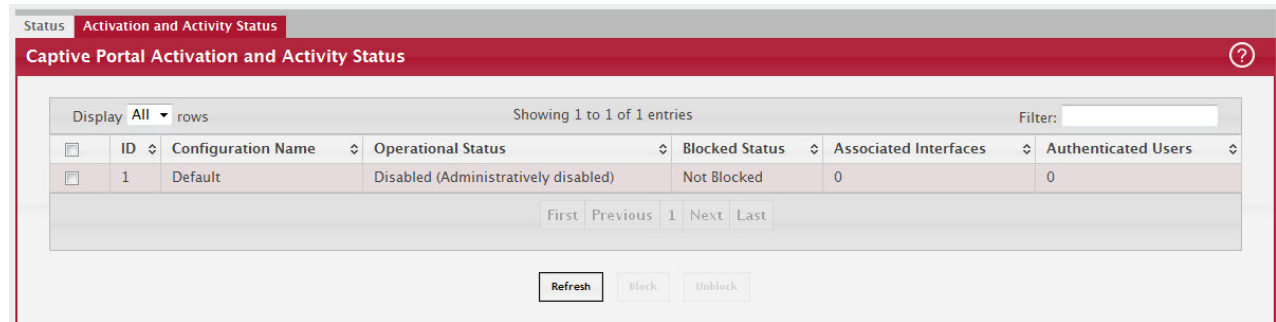 Status Activation and Activity Status
Captive Portal Activation and Activity Status ?
Display All rows Showing 1 to 1 of 1 entries Filter:
ID Configuration Name Operational Status Blocked Status Associated Interfaces Authenticated Users
1 Default Disabled (Administratively disabled) Not Blocked 0 0
First Previous 1 Next Last
Refresh Block Unblock